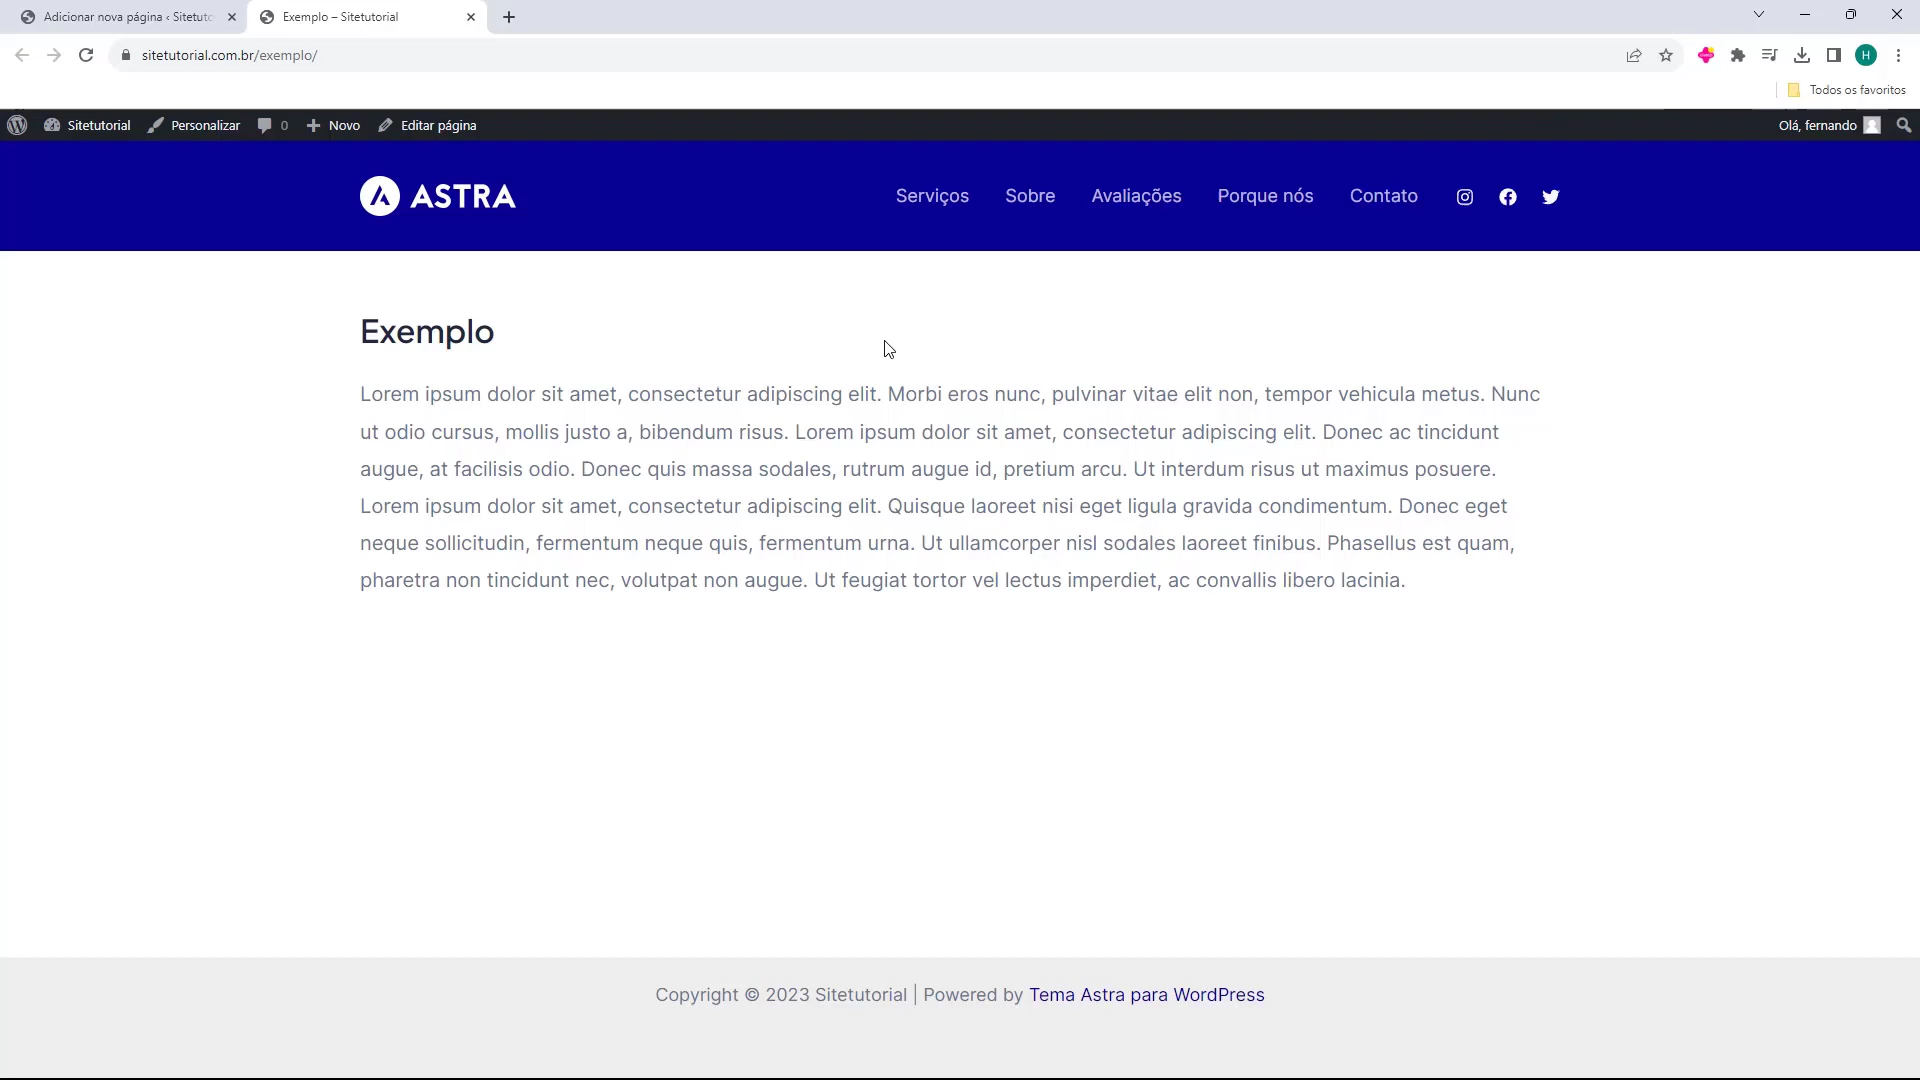 Adicionar nova página ‹ Sitetuto
Exemplo – Sitetutorial
sitetutorial.com.br/exemplo/
H
Todos os favoritos
Sitetutorial
Personalizar
0
Novo
Editar página
Olá, fernando
ASTRA
Serviços
Sobre
Avaliações
Porque nós
Contato
Exemplo
Lorem ipsum dolor sit amet, consectetur adipiscing elit. Morbi eros nunc, pulvinar vitae elit non, tempor vehicula metus. Nunc
ut odio cursus, mollis justo a, bibendum risus. Lorem ipsum dolor sit amet, consectetur adipiscing elit. Donec ac tincidunt
augue, at facilisis odio. Donec quis massa sodales, rutrum augue id, pretium arcu. Ut interdum risus ut maximus posuere.
Lorem ipsum dolor sit amet, consectetur adipiscing elit. Quisque laoreet nisi eget ligula gravida condimentum. Donec eget
neque sollicitudin, fermentum neque quis, fermentum urna. Ut ullamcorper nisl sodales laoreet finibus. Phasellus est quam,
pharetra non tincidunt nec, volutpat non augue. Ut feugiat tortor vel lectus imperdiet, ac convallis libero lacinia.
Copyright © 2023 Sitetutorial | Powered by Tema Astra para WordPress